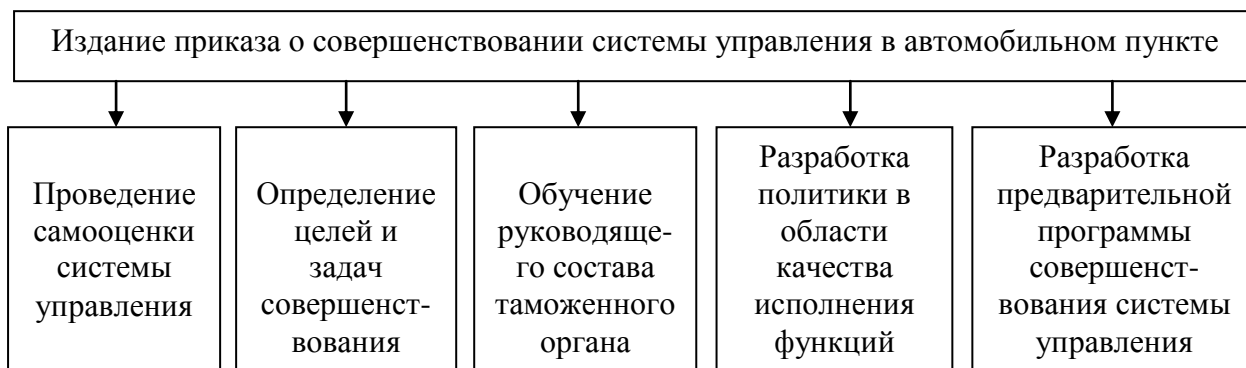 Издание приказа о совершенствовании системы управления в автомобильном пункте
Проведение
самооценки
системы
управления
Определение
целей и
задач
совершенст-
вования
Обучение
руководяще-
го состава
таможенного
органа
Разработка
политики в
области
качества
исполнения
функций
Разработка
предварительной
программы
совершенст-
вования системы
управления